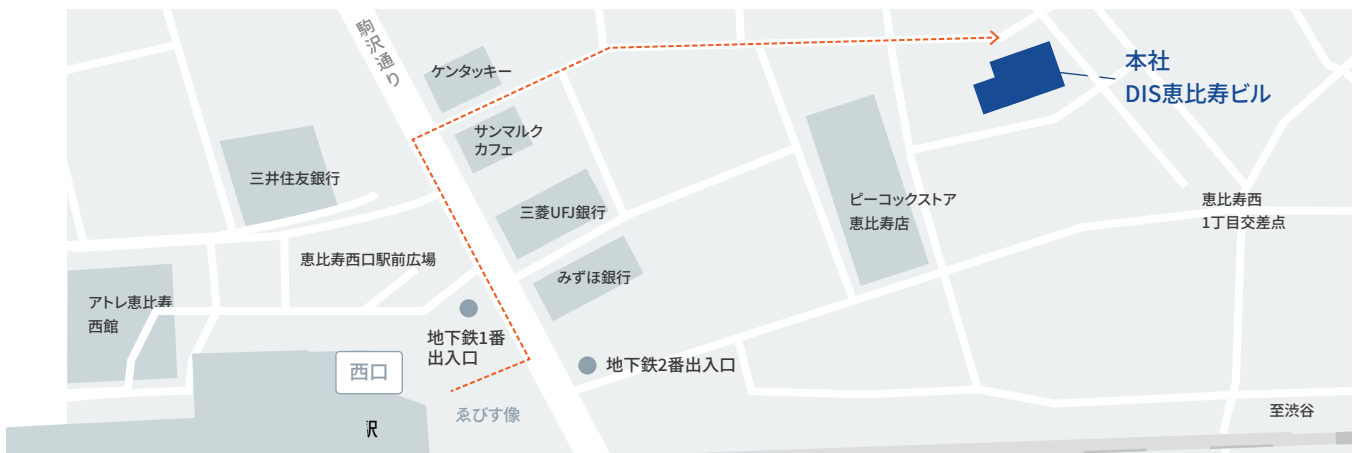 駒沢通り
ケンタッキー
本社
DIS恵比寿ビル
サンマルク
カフェ
三井住友銀行
三菱UFJ銀行
ピーコックストア
恵比寿店
恵比寿西
1丁目交差点
恵比寿西口駅前広場
みずほ銀行
アトレ恵比寿
西館
地下鉄1番
出入口
地下鉄2番出入口
西口
ゑびす像
駅
至渋谷